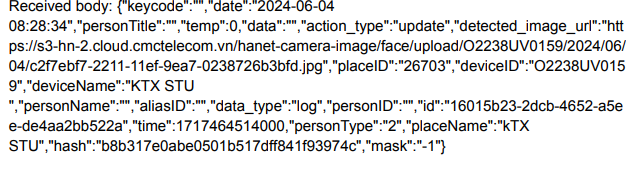 Received body: {"keycode":"","date":"2024-06-04
08:28:34","personTitle":"","temp":0,"data":"","action_type":"update","detected_image_url":"htt
ps://s3-hn-2.cloud.cmctelecom.vn/hanet-camera-image/face/upload/O2238UV0159/2024/06/
04/c2f7ebf7-2211-11ef-9ea7-0238726b3bfd.jpg","placeID":"26703","deviceID":"O2238UV015
9","deviceName":"KTX STU
","personName":"","aliasID":"","data_type":"log","personID":"","id":"16015b23-2dcb-4652-a5e
e-de4aa2bb522a","time":1717464514000,"personType":"2","placeName":"kTX
STU","hash":"b8b317e0abe0501b517dff841f93974c","mask":"-1"}